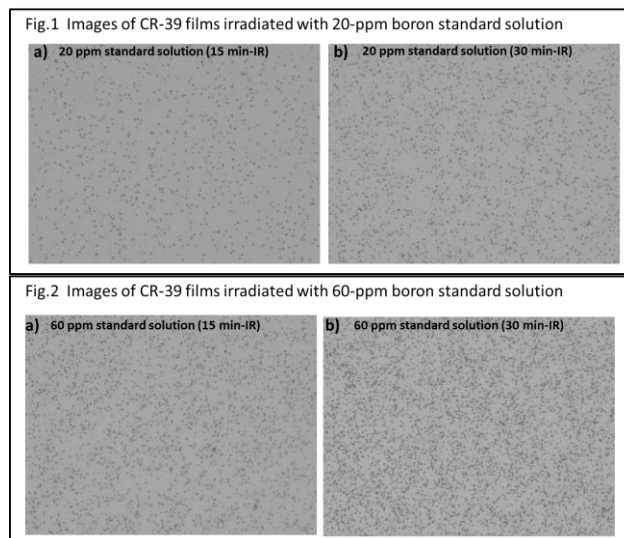 Fig.1 Images of CR-39 films irradiated with 20-ppm boron standard solution
a) 20 ppm standard solution (15 min-IR)
b) 20 ppm standard solution (30 min-IR)
Fig.2 Images of CR-39 films irradiated with 60-ppm boron standard solution
a) 60 ppm standard solution (15 min-IR)
b) 60 ppm standard solution (30 min-IR)